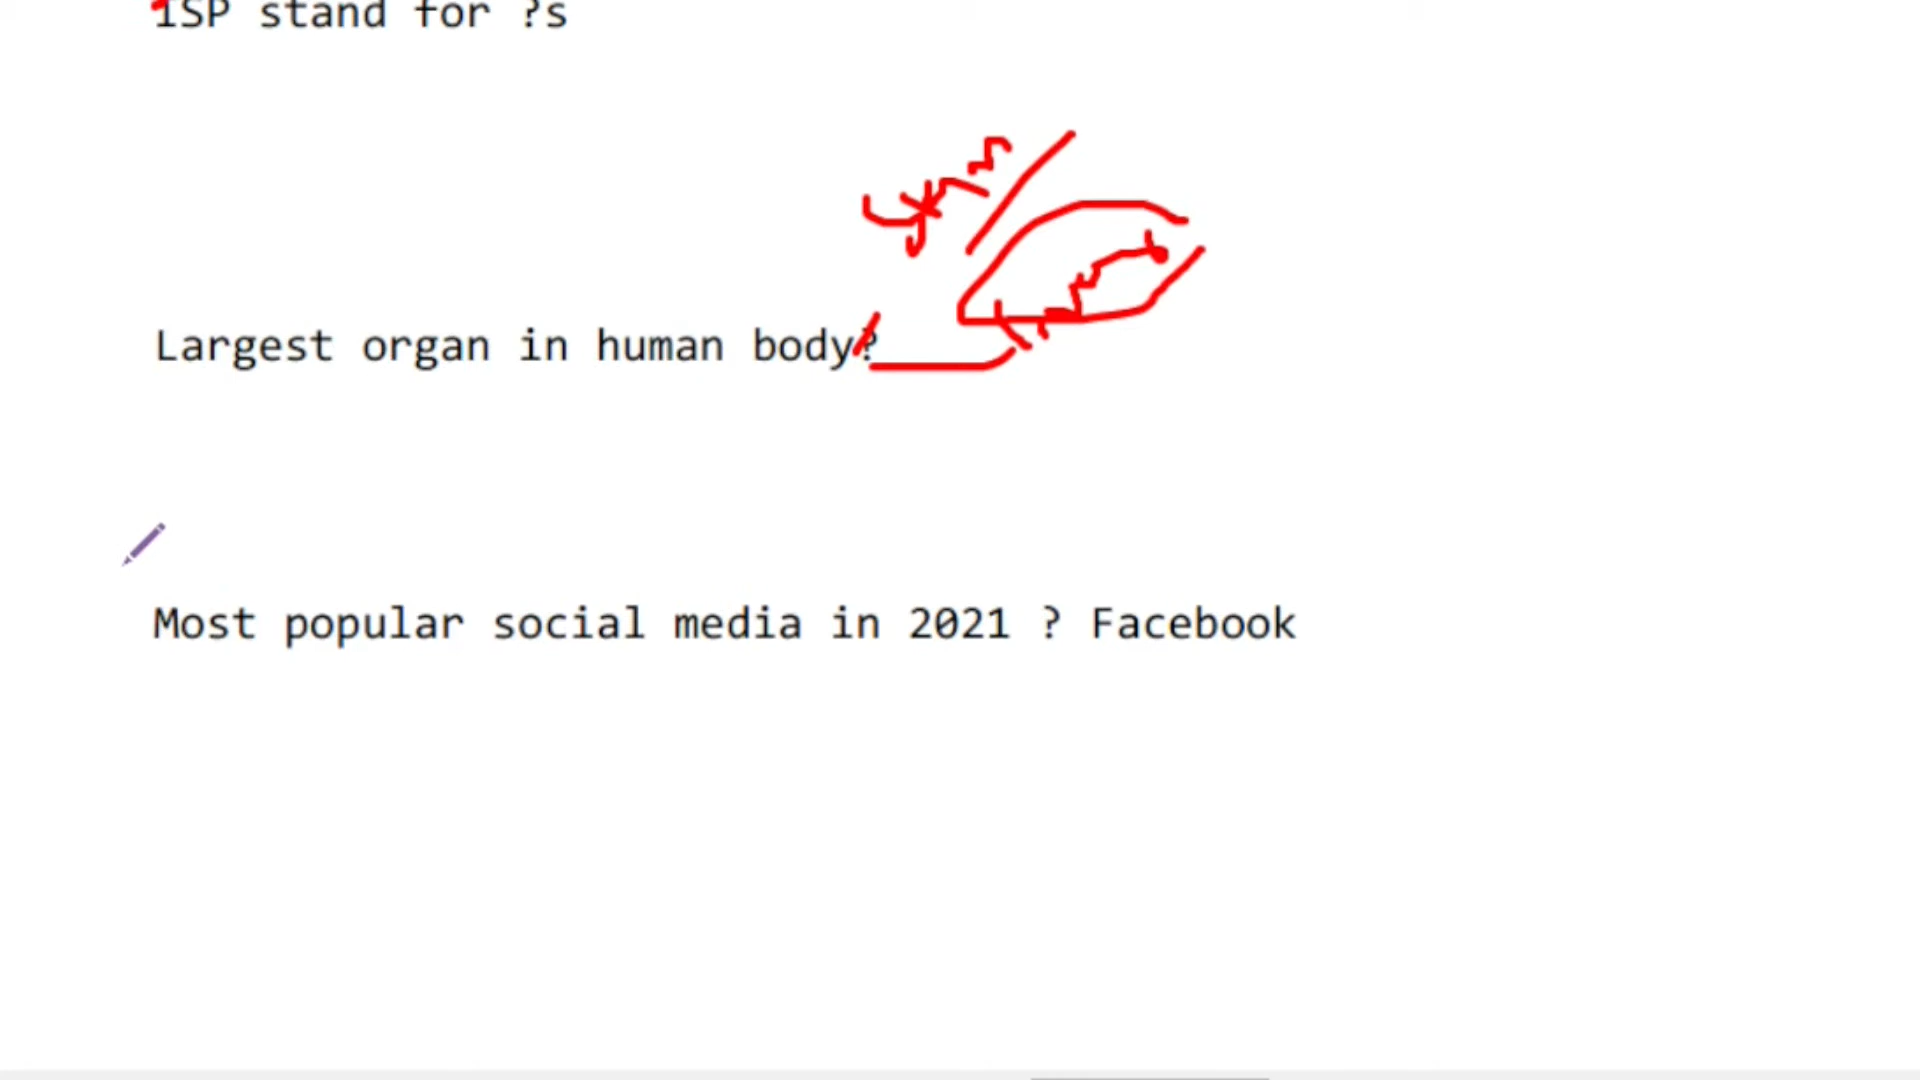 ISP stand for ?s
Largest organ in human body?
Most popular social media in 2021 ? Facebook